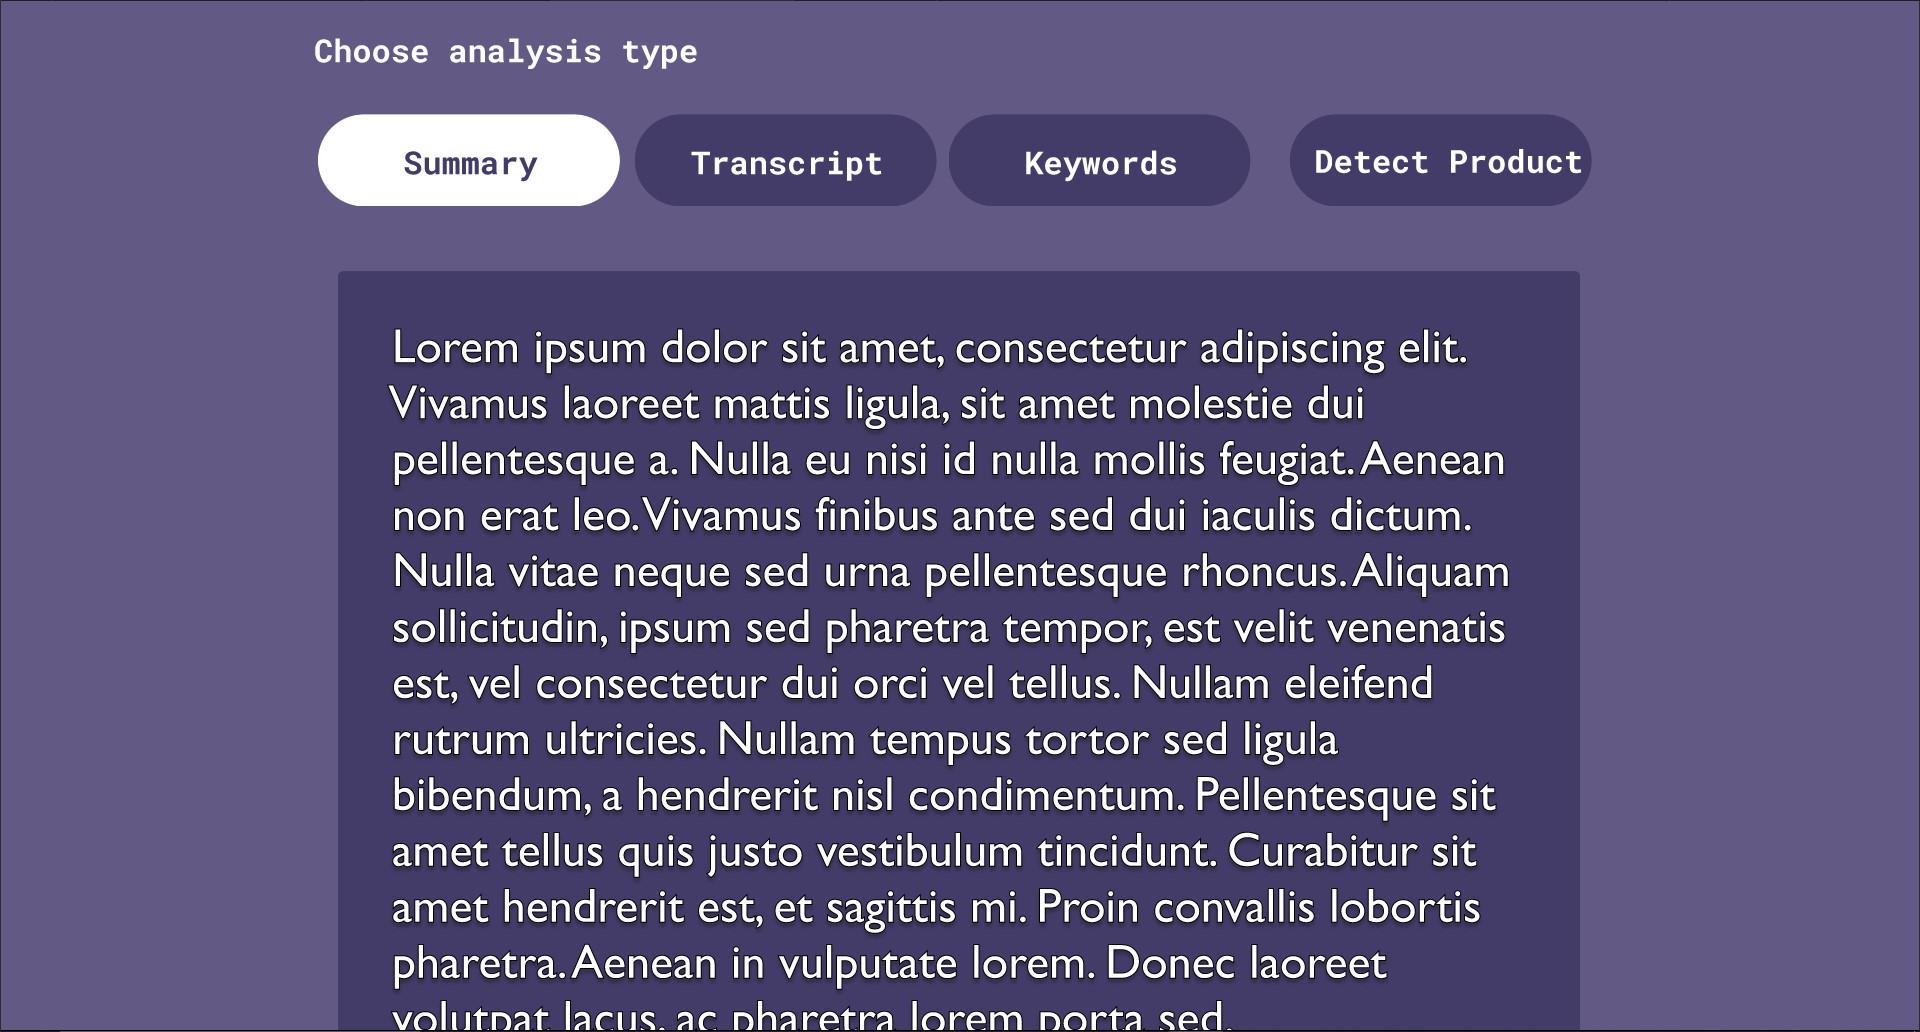 Choose analysis type
Summary
Transcript
Keywords
Detect Product
Lorem ipsum dolor sit amet, consectetur adipiscing elit.
Vivamus laoreet mattis ligula, sit amet molestie dui
pellentesque a. Nulla eu nisi id nulla mollis feugiat. Aenean
non erat leo. Vivamus finibus ante sed dui iaculis dictum.
Nulla vitae neque sed urna pellentesque rhoncus. Aliquam
sollicitudin, ipsum sed pharetra tempor, est velit venenatis
est, vel consectetur dui orci vel tellus. Nullam eleifend
rutrum ultricies. Nullam tempus tortor sed ligula
bibendum, a hendrerit nisl condimentum. Pellentesque sit
amet tellus quis justo vestibulum tincidunt. Curabitur sit
amet hendrerit est, et sagittis mi. Proin convallis lobortis
pharetra. Aenean in vulputate lorem. Donec laoreet
volutpat lacus, ac pharetra lorem porta sed.